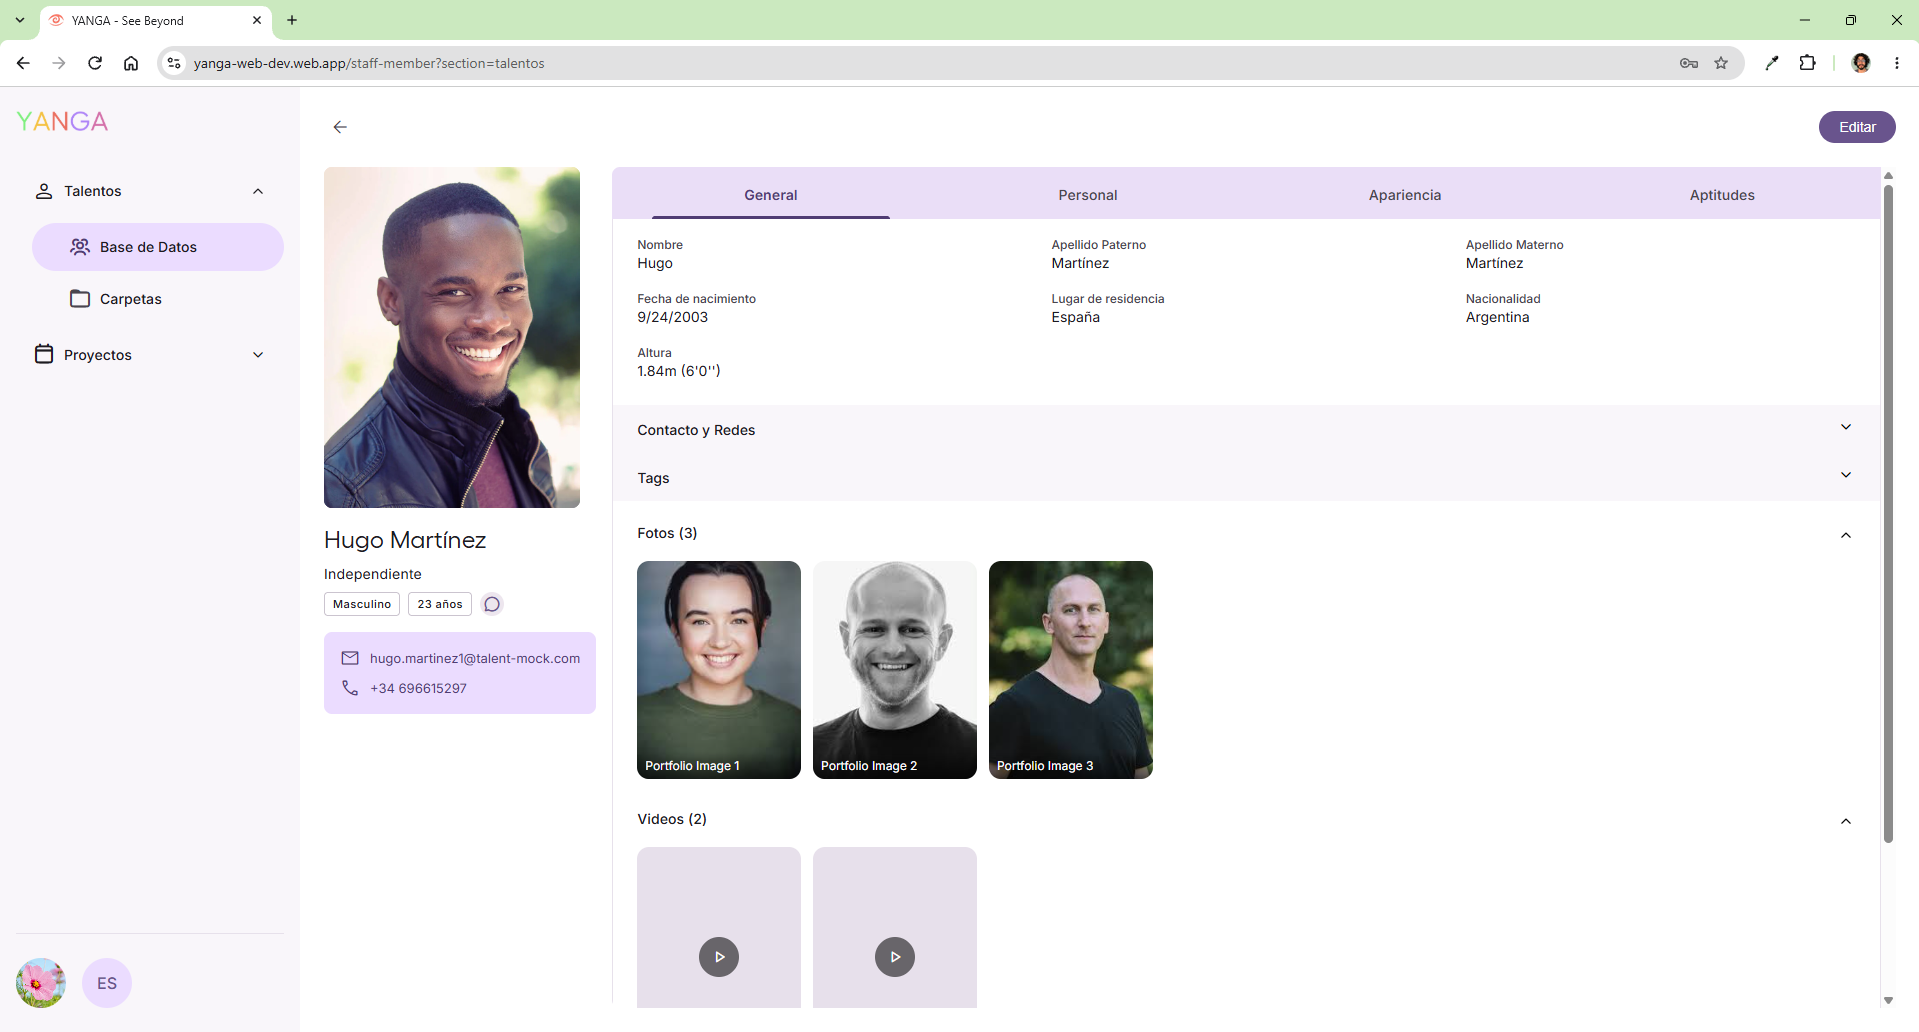 YANGA - See Beyond
yanga-web-dev.web.app/staff-member?section=talentos
YANGA
Talentos
Base de Datos
Carpetas
Proyectos
ES
Editar
Hugo Martínez
Independiente
Masculino
23 años
hugo.martinez1@talent-mock.com
+34 696615297
General
Personal
Apariencia
Aptitudes
Nombre
Hugo
Apellido Paterno
Martínez
Apellido Materno
Martínez
Fecha de nacimiento
9/24/2003
Lugar de residencia
España
Nacionalidad
Argentina
Altura
1.84m (6'0'')
Contacto y Redes
Tags
Fotos (3)
Portfolio Image 1
Portfolio Image 2
Portfolio Image 3
Videos (2)